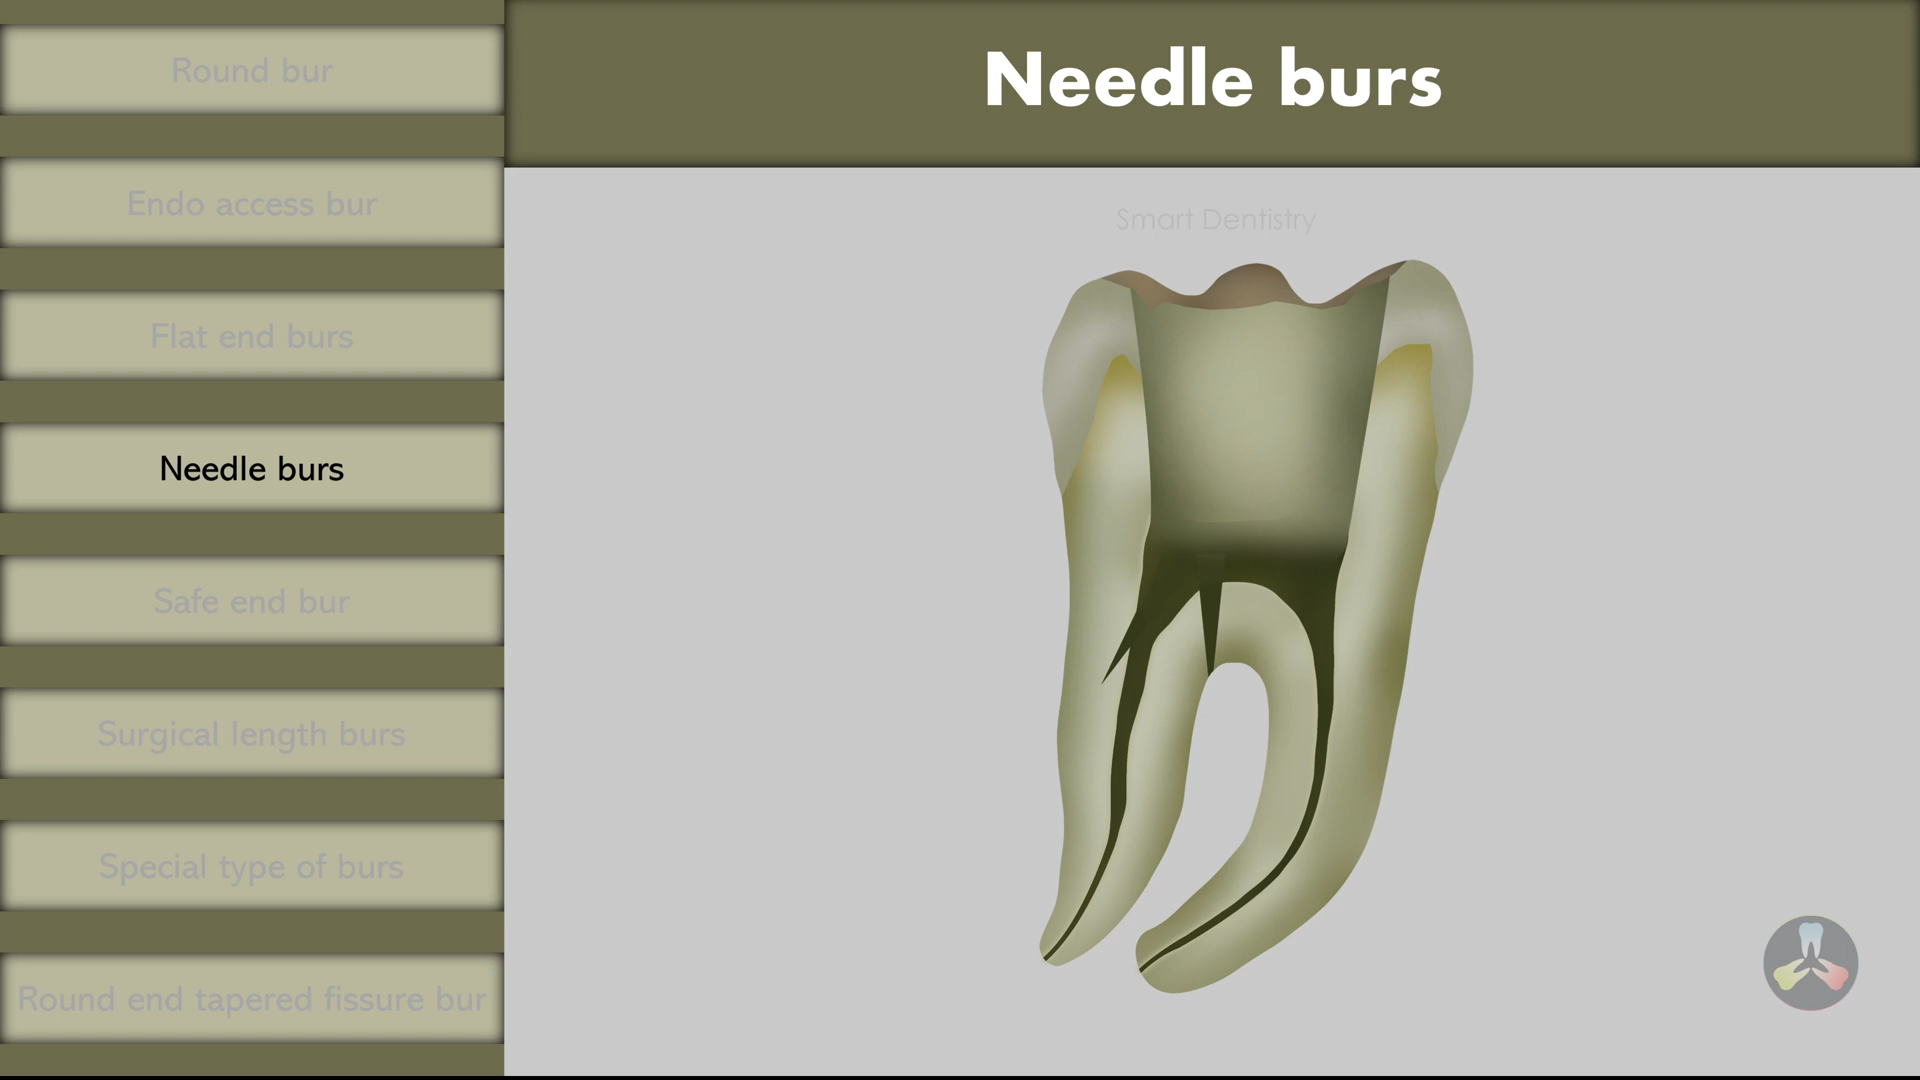 Round bur
Endo access bur
Flat end burs
Needle burs
Safe end bur
Surgical length burs
Special type of burs
Round end tapered fissure bur
Needle burs
Smart Dentistry